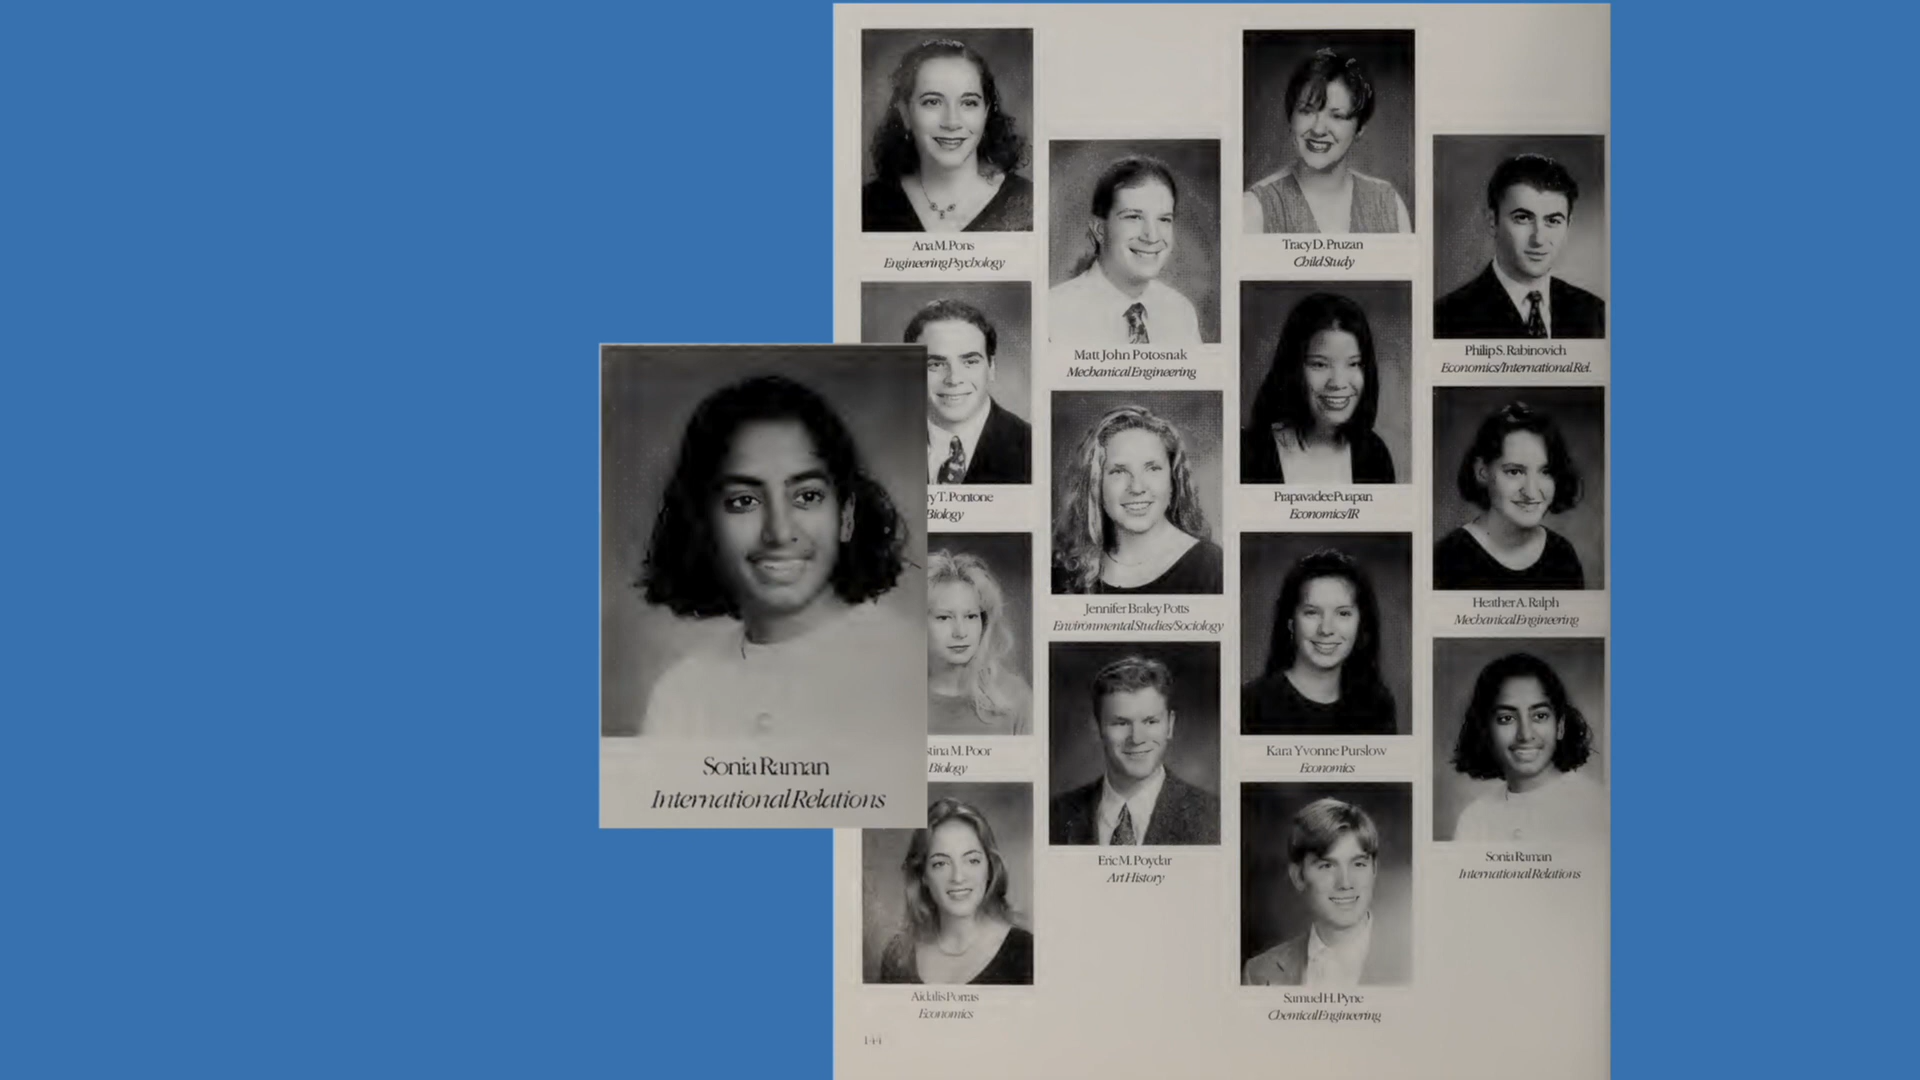 Ana M. Pons
Engineering Psychology
Tracy D. Pruzan
Child Study
Matt John Potosnak
Mechanical Engineering
Philip S. Rabinovich
Economics/International Rel.
T. Pontone
Biology
Prapavadee Puapan
Economics/IR
Jennifer Braley Potts
Environmental Studies/Sociology
Heather A. Ralph
Mechanical Engineering
M. Poor
Biology
Kara Yvonne Purslow
Economics
Sonia Raman
International Relations
Eric M. Poydar
Art History
Sonia Raman
International Relations
Aidalis Porras
Economics
Samuel H. Pyne
Chemical Engineering
144